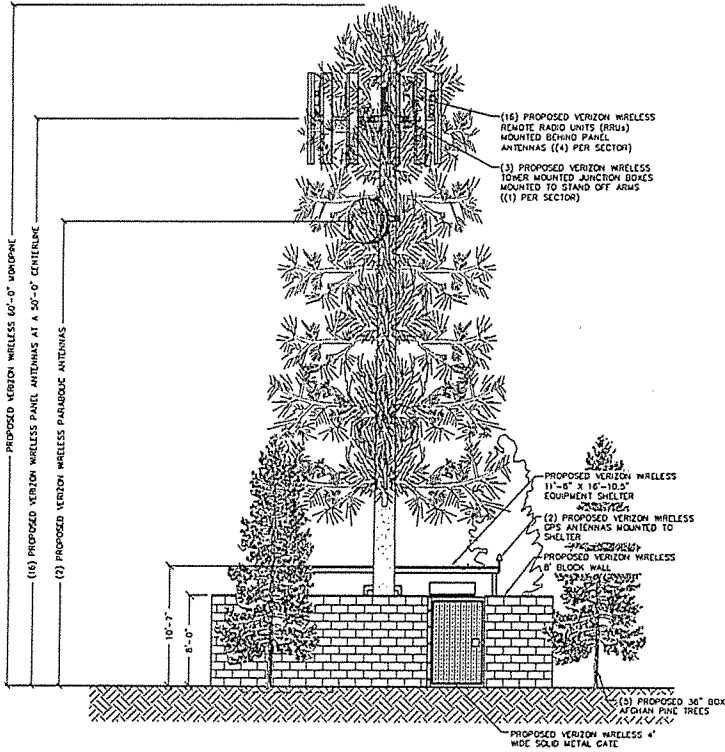 (16) PROPOSED VERIZON WIRELESS
REMOTE RADIO UNITS (RRUs)
MOUNTED BEHIND PANEL
ANTENNAS ((4) PER SECTOR)
(3) PROPOSED VERIZON WIRELESS
TOWER MOUNTED JUNCTION BOXES
MOUNTED TO STAND OFF ARMS
((1) PER SECTOR)
PROPOSED VERIZON WIRELESS 60'-0" MONOPINE
(16) PROPOSED VERIZON WIRELESS PANEL ANTENNAS AT A 50'-0" CENTERLINE
(2) PROPOSED VERIZON WIRELESS PARABOLIC ANTENNAS
PROPOSED VERIZON WIRELESS
11'-6" X 16'-10.5"
EQUIPMENT SHELTER
(2) PROPOSED VERIZON WIRELESS
GPS ANTENNAS MOUNTED TO
SHELTER
PROPOSED VERIZON WIRELESS
8' BLOCK WALL
10'-7"
8'-0"
(5) PROPOSED 36" BOX
AFGHAN PINE TREES
PROPOSED VERIZON WIRELESS 4'
WIDE SOLID METAL GATE